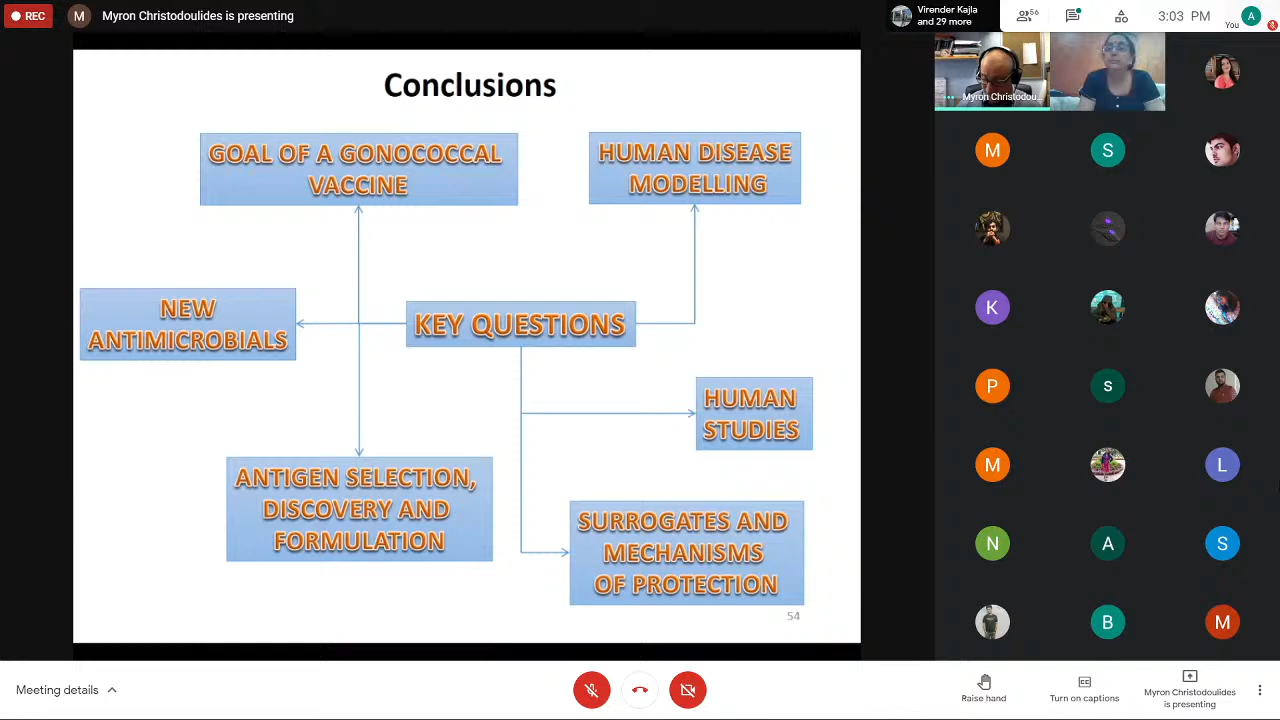 REC
M
Myron Christodoulides is presenting
Virender Kajla
and 29 more
56
3:03 PM
You
A
Conclusions
GOAL OF A GONOCOCCAL
VACCINE
HUMAN DISEASE
MODELLING
NEW
ANTIMICROBIALS
KEY QUESTIONS
HUMAN
STUDIES
ANTIGEN SELECTION,
DISCOVERY AND
FORMULATION
SURROGATES AND
MECHANISMS
OF PROTECTION
54
Myron Christodou...
M
S
K
P
s
M
L
N
A
S
B
M
Meeting details
Raise hand
Turn on captions
Myron Christodoulides
is presenting